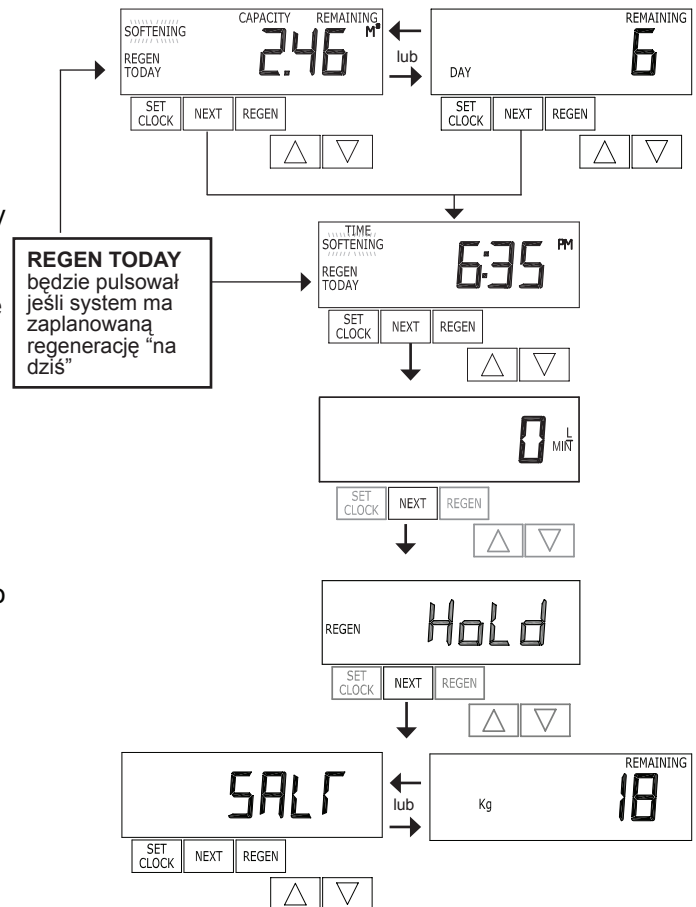 CAPACITY REMAINING
SOFTENING
2.46 M³
REGEN
TODAY
lub
REMAINING
6
DAY
SET
CLOCK
NEXT
REGEN
SET
CLOCK
NEXT
REGEN
y
e
REGEN TODAY
będzie pulsował
jeśli system ma
zaplanowaną
regenerację “na
dziś”
TIME
SOFTENING
6:35 PM
REGEN
TODAY
SET
CLOCK
NEXT
REGEN
0 L
MIN
SET
CLOCK
NEXT
REGEN
o
REGEN
HoLd
SET
CLOCK
NEXT
REGEN
SALT
lub
REMAINING
Kg
18
SET
CLOCK
NEXT
REGEN